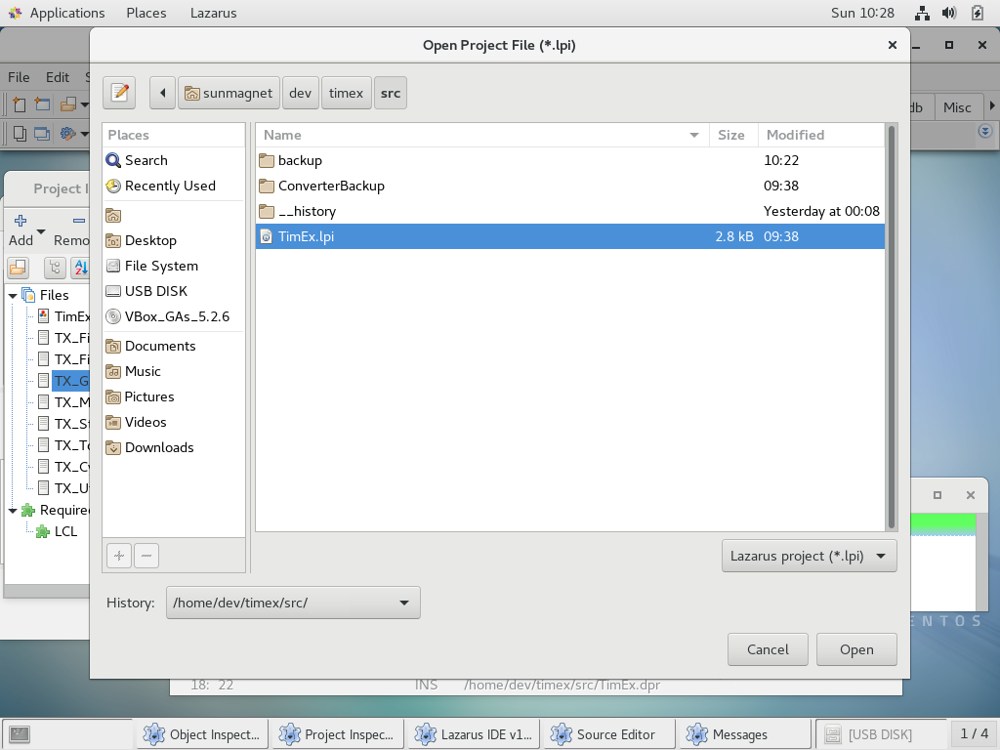 Applications Places Lazarus Sun 10:28
Open Project File (*.lpi)
File Edit
sunmagnet dev timex src
db Misc
Places
Search
Recently Used
Desktop
File System
USB DISK
VBox_GAs_5.2.6
Documents
Music
Pictures
Videos
Downloads
Name Size Modified
backup 10:22
ConverterBackup 09:38
__history Yesterday at 00:08
TimEx.lpi 2.8 kB 09:38
Project I
Add Remo
Files
TimEx
TX_Fi
TX_Fi
TX_G
TX_M
TX_St
TX_To
TX_Cv
TX_U
Require
LCL
Lazarus project (*.lpi)
History: /home/dev/timex/src/
Cancel Open
ENTOS
18: 22 INS /home/dev/timex/src/TimEx.dpr
Object Inspect... Project Inspec... Lazarus IDE v1... Source Editor Messages [USB DISK] 1 / 4